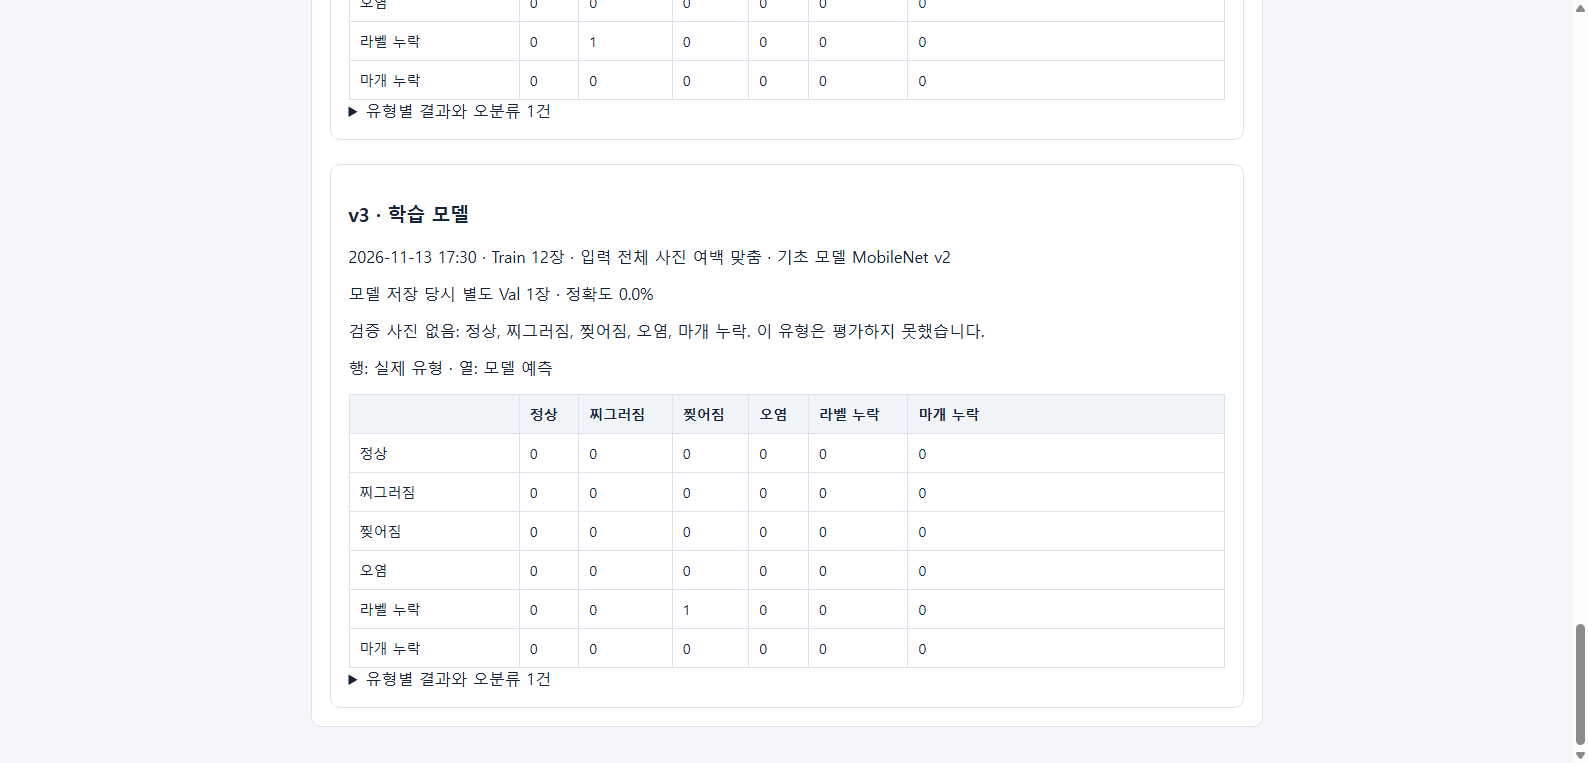 오염 0 0 0 0 0 0
라벨 누락 0 1 0 0 0 0
마개 누락 0 0 0 0 0 0
▶ 유형별 결과와 오분류 1건
v3 · 학습 모델
2026-11-13 17:30 · Train 12장 · 입력 전체 사진 여백 맞춤 · 기초 모델 MobileNet v2
모델 저장 당시 별도 Val 1장 · 정확도 0.0%
검증 사진 없음: 정상, 찌그러짐, 찢어짐, 오염, 마개 누락. 이 유형은 평가하지 못했습니다.
행: 실제 유형 · 열: 모델 예측
정상 찌그러짐 찢어짐 오염 라벨 누락 마개 누락
정상 0 0 0 0 0 0
찌그러짐 0 0 0 0 0 0
찢어짐 0 0 0 0 0 0
오염 0 0 0 0 0 0
라벨 누락 0 0 1 0 0 0
마개 누락 0 0 0 0 0 0
▶ 유형별 결과와 오분류 1건